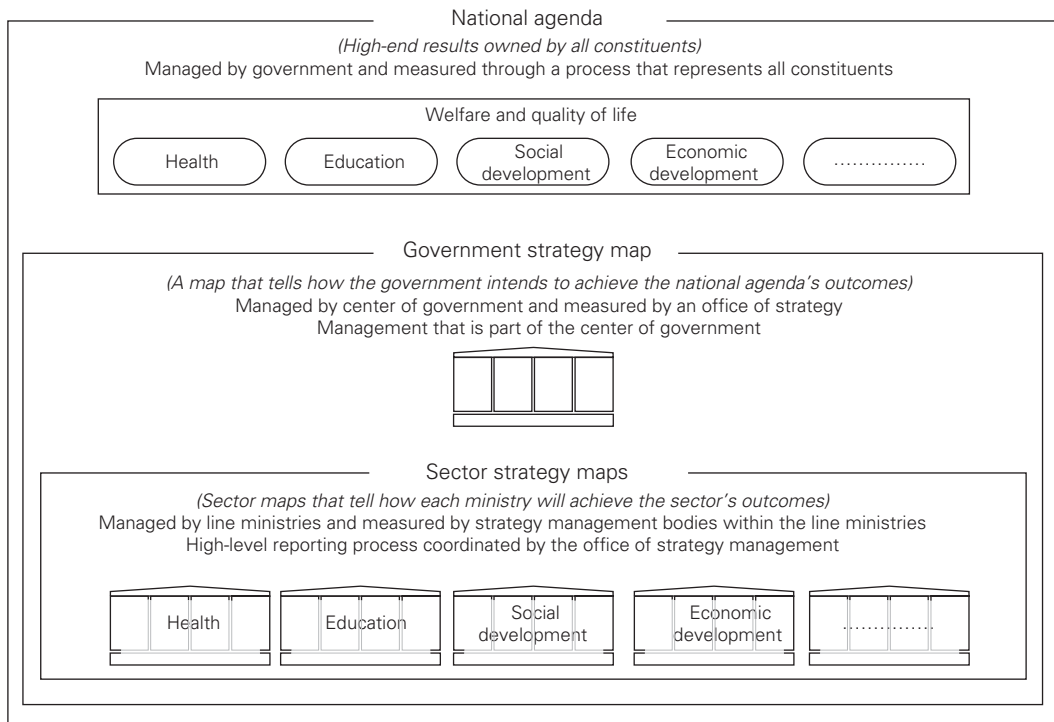 National agenda
(High-end results owned by all constituents)
Managed by government and measured through a process that represents all constituents
Welfare and quality of life
Health
Education
Social
development
Economic
development
……………
Government strategy map
(A map that tells how the government intends to achieve the national agenda's outcomes)
Managed by center of government and measured by an office of strategy
Management that is part of the center of government
Sector strategy maps
(Sector maps that tell how each ministry will achieve the sector's outcomes)
Managed by line ministries and measured by strategy management bodies within the line ministries
High-level reporting process coordinated by the office of strategy management
Health
Education
Social
development
Economic
development
……………